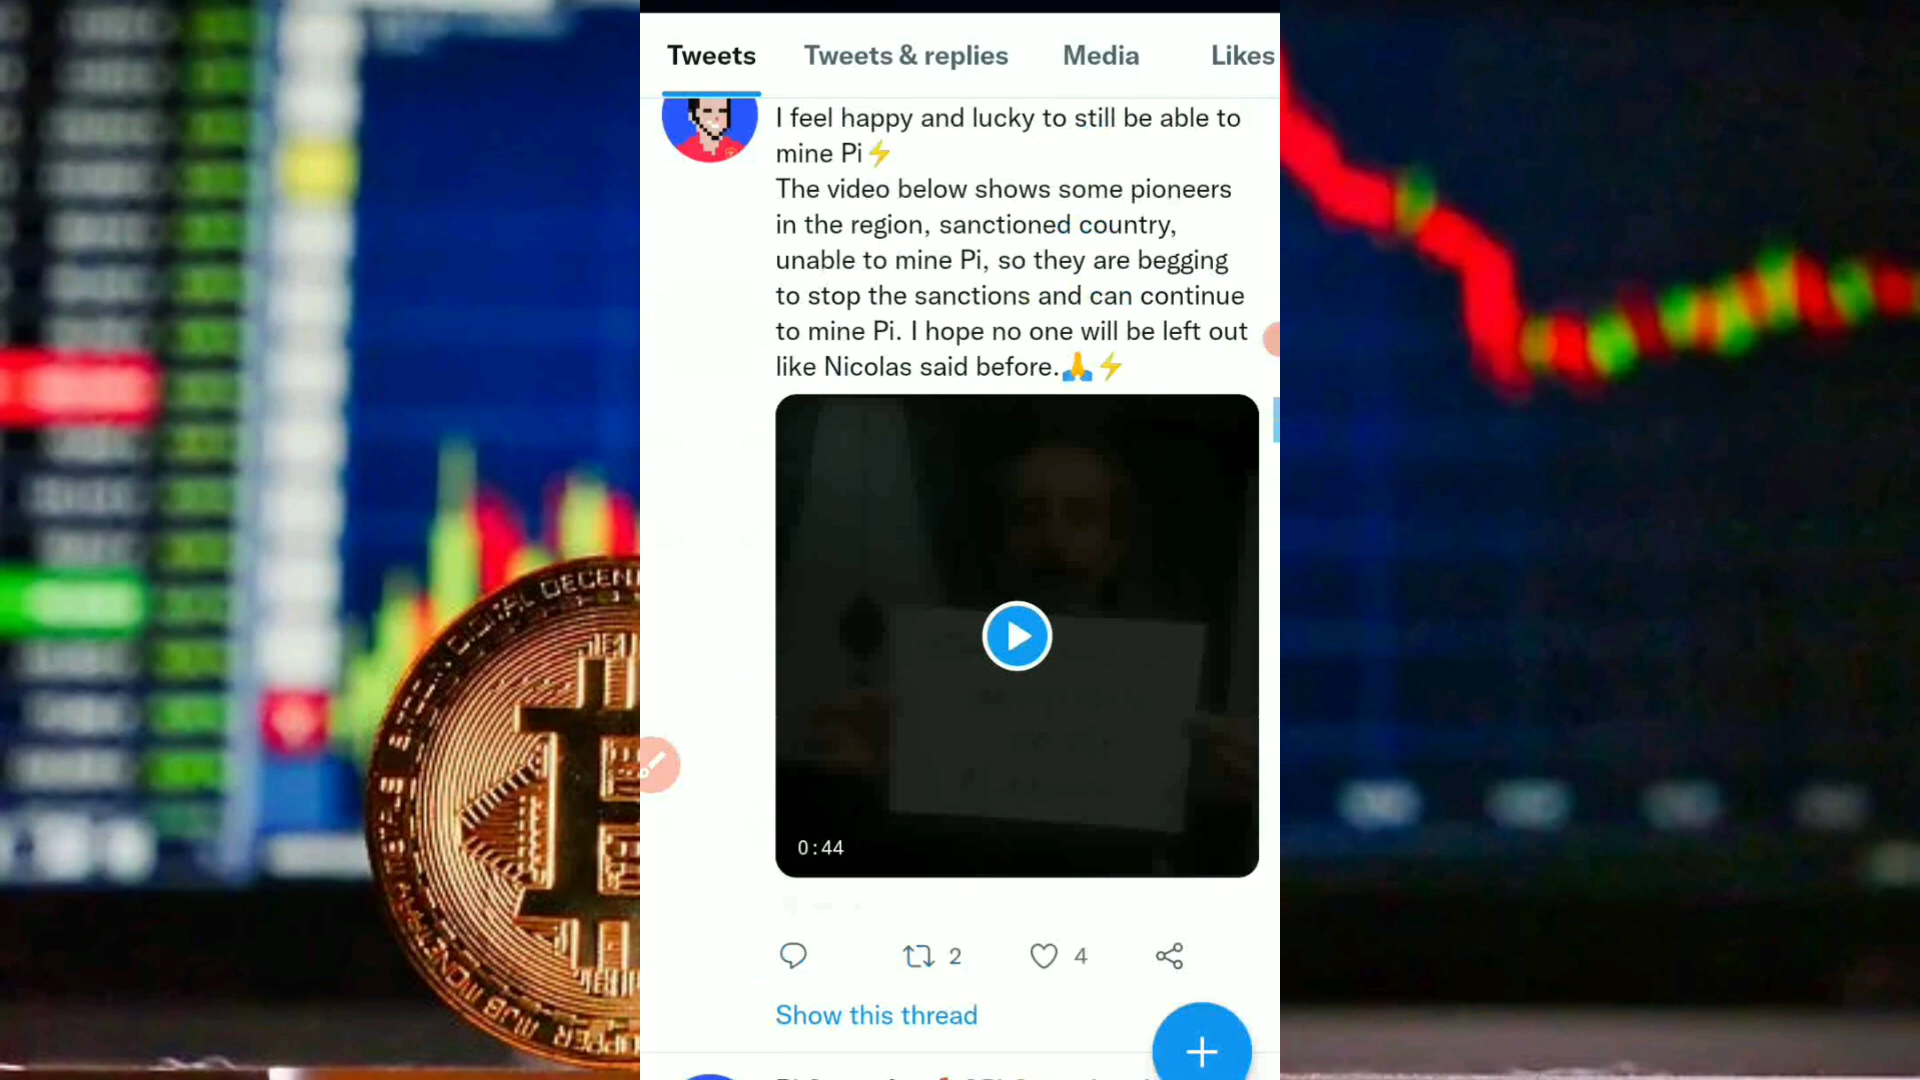 Tweets Tweets & replies Media Likes
I feel happy and lucky to still be able to
mine Pi⚡
The video below shows some pioneers
in the region, sanctioned country,
unable to mine Pi, so they are begging
to stop the sanctions and can continue
to mine Pi. I hope no one will be left out
like Nicolas said before.🙏⚡
0:44
2 4
Show this thread
DIGITAL DECEN